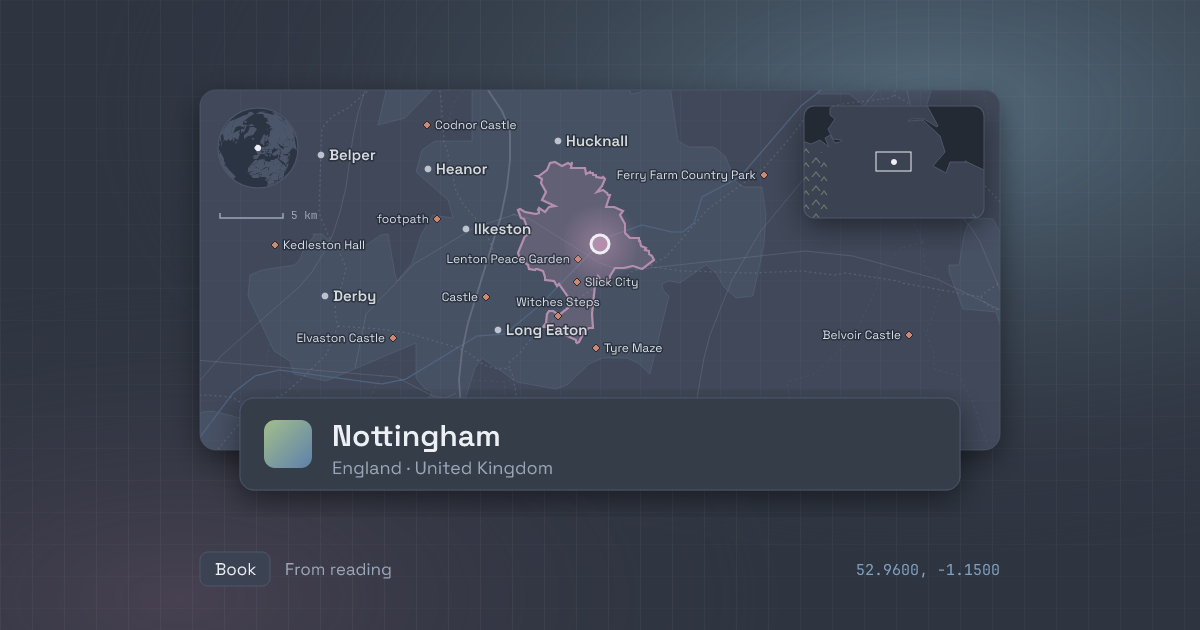 Codnor Castle
Hucknall
Belper
Heanor
Ferry Farm Country Park
5 km
footpath
Ilkeston
Kedleston Hall
Lenton Peace Garden
Slick City
Derby
Castle
Witches Steps
Long Eaton
Elvaston Castle
Belvoir Castle
Tyre Maze
Nottingham
England · United Kingdom
Book
From reading
52.9600, -1.1500